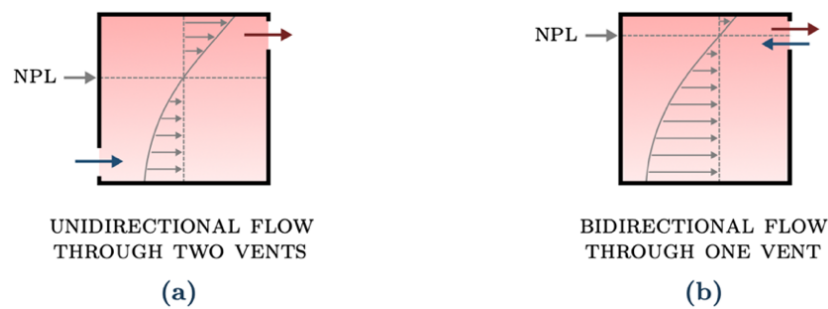 NPL
NPL
UNIDIRECTIONAL FLOW
THROUGH TWO VENTS
(a)
BIDIRECTIONAL FLOW
THROUGH ONE VENT
(b)